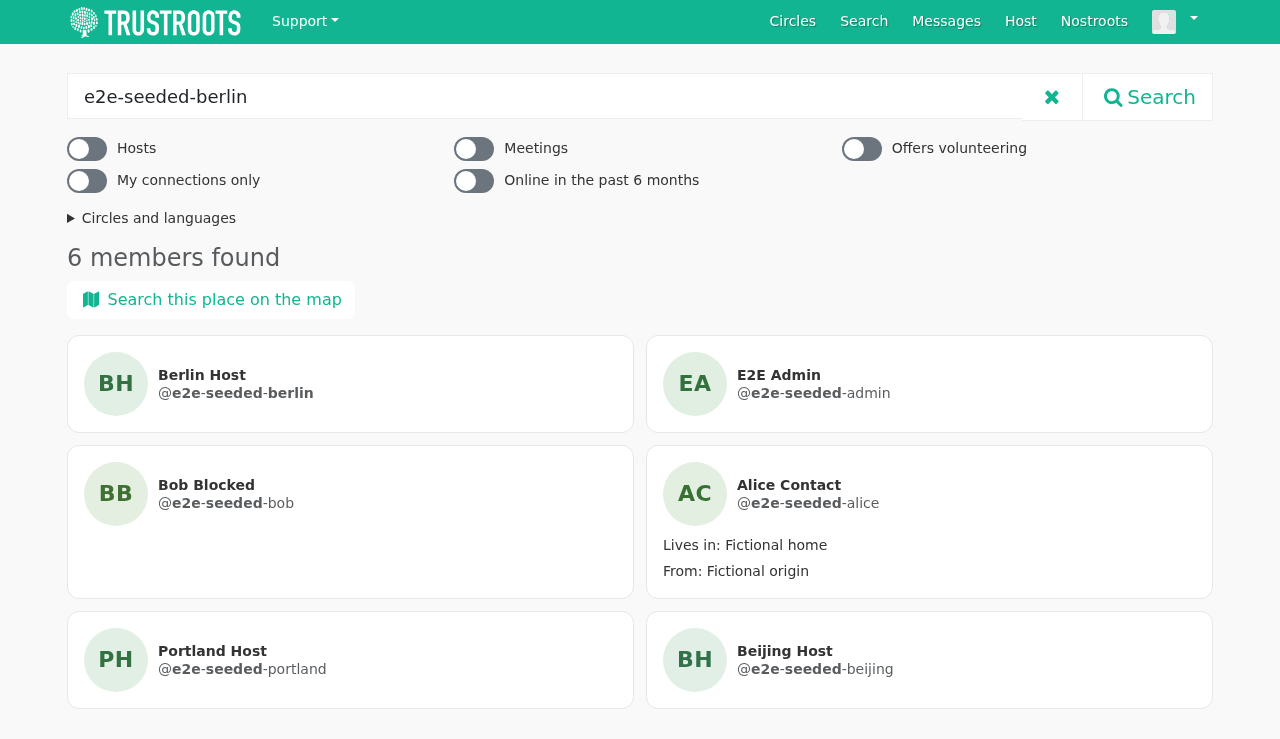 TRUSTROOTS Support Circles Search Messages Host Nostroots
e2e-seeded-berlin Search
Hosts Meetings Offers volunteering
My connections only Online in the past 6 months
Circles and languages
6 members found
Search this place on the map
BH Berlin Host
@e2e-seeded-berlin
EA E2E Admin
@e2e-seeded-admin
BB Bob Blocked
@e2e-seeded-bob
AC Alice Contact
@e2e-seeded-alice
Lives in: Fictional home
From: Fictional origin
PH Portland Host
@e2e-seeded-portland
BH Beijing Host
@e2e-seeded-beijing